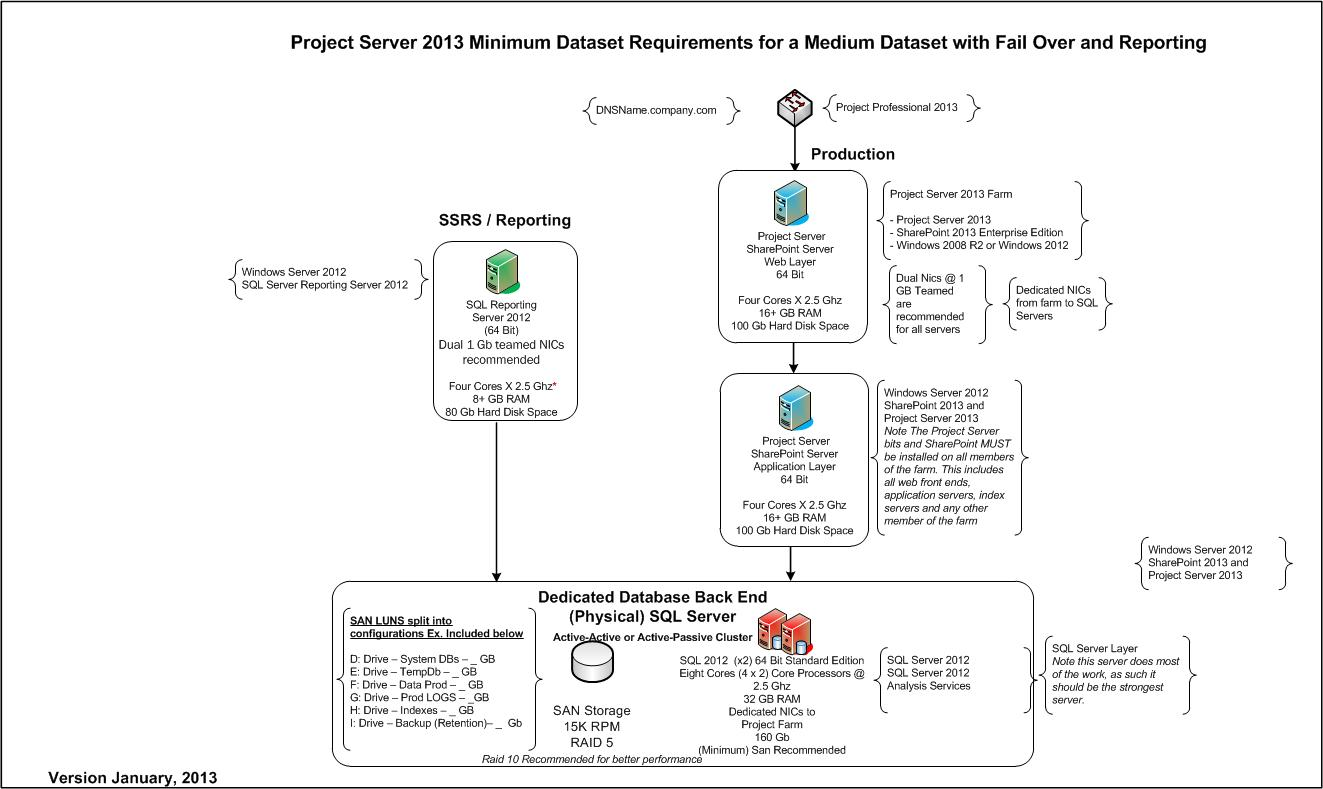 Project Server 2013 Minimum Dataset Requirements for a Medium Dataset with Fail Over and Reporting
DNSName.company.com
Project Professional 2013
Production
Project Server
SharePoint Server
Web Layer
64 Bit
Four Cores X 2.5 Ghz
16+ GB RAM
100 Gb Hard Disk Space
Project Server 2013 Farm
- Project Server 2013
- SharePoint 2013 Enterprise Edition
- Windows 2008 R2 or Windows 2012
Dual Nics @ 1
GB Teamed
are
recommended
for all servers
Dedicated NICs
from farm to SQL
Servers
SSRS / Reporting
Windows Server 2012
SQL Server Reporting Server 2012
SQL Reporting
Server 2012
(64 Bit)
Dual 1 Gb teamed NICs
recommended
Four Cores X 2.5 Ghz*
8+ GB RAM
80 Gb Hard Disk Space
Project Server
SharePoint Server
Application Layer
64 Bit
Four Cores X 2.5 Ghz
16+ GB RAM
100 Gb Hard Disk Space
Windows Server 2012
SharePoint 2013 and
Project Server 2013
Note The Project Server
bits and SharePoint MUST
be installed on all members
of the farm. This includes
all web front ends,
application servers, index
servers and any other
member of the farm
Windows Server 2012
SharePoint 2013 and
Project Server 2013
Dedicated Database Back End
(Physical) SQL Server
Active-Active or Active-Passive Cluster
SAN LUNS split into
configurations Ex. Included below
D: Drive – System DBs – _ GB
E: Drive – TempDb – _ GB
F: Drive – Data Prod – _ GB
G: Drive – Prod LOGS – _GB
H: Drive – Indexes – _ GB
I: Drive – Backup (Retention)– _ Gb
SAN Storage
15K RPM
RAID 5
Raid 10 Recommended for better performance
SQL 2012 (x2) 64 Bit Standard Edition
Eight Cores (4 x 2) Core Processors @
2.5 Ghz
32 GB RAM
Dedicated NICs to
Project Farm
160 Gb
(Minimum) San Recommended
SQL Server 2012
SQL Server 2012
Analysis Services
SQL Server Layer
Note this server does most
of the work, as such it
should be the strongest
server.
Version January, 2013